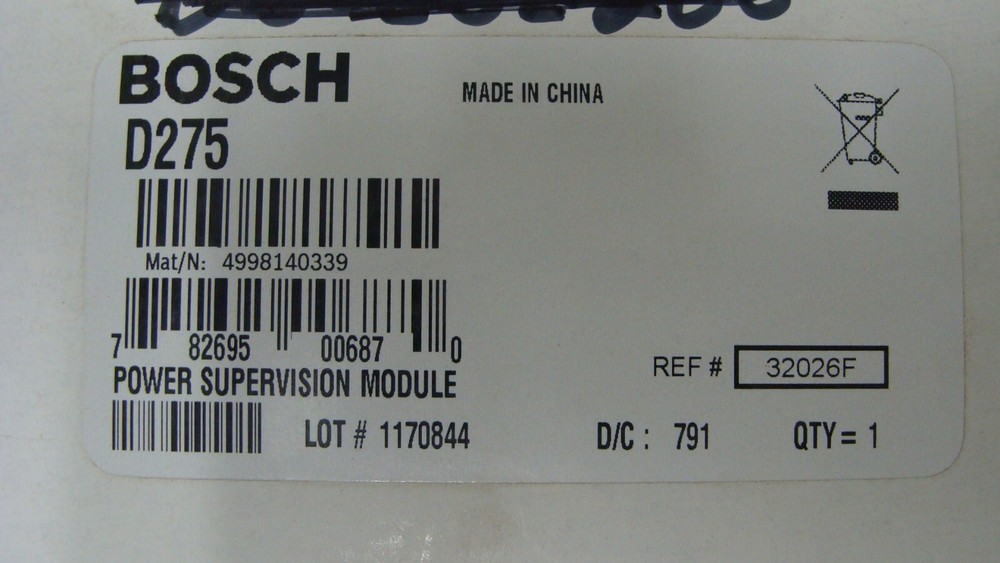 BOSCH
MADE IN CHINA
D275
Mat/N: 4998140339
7 82695 00687 0
POWER SUPERVISION MODULE
REF # 32026F
LOT # 1170844
D/C : 791
QTY = 1